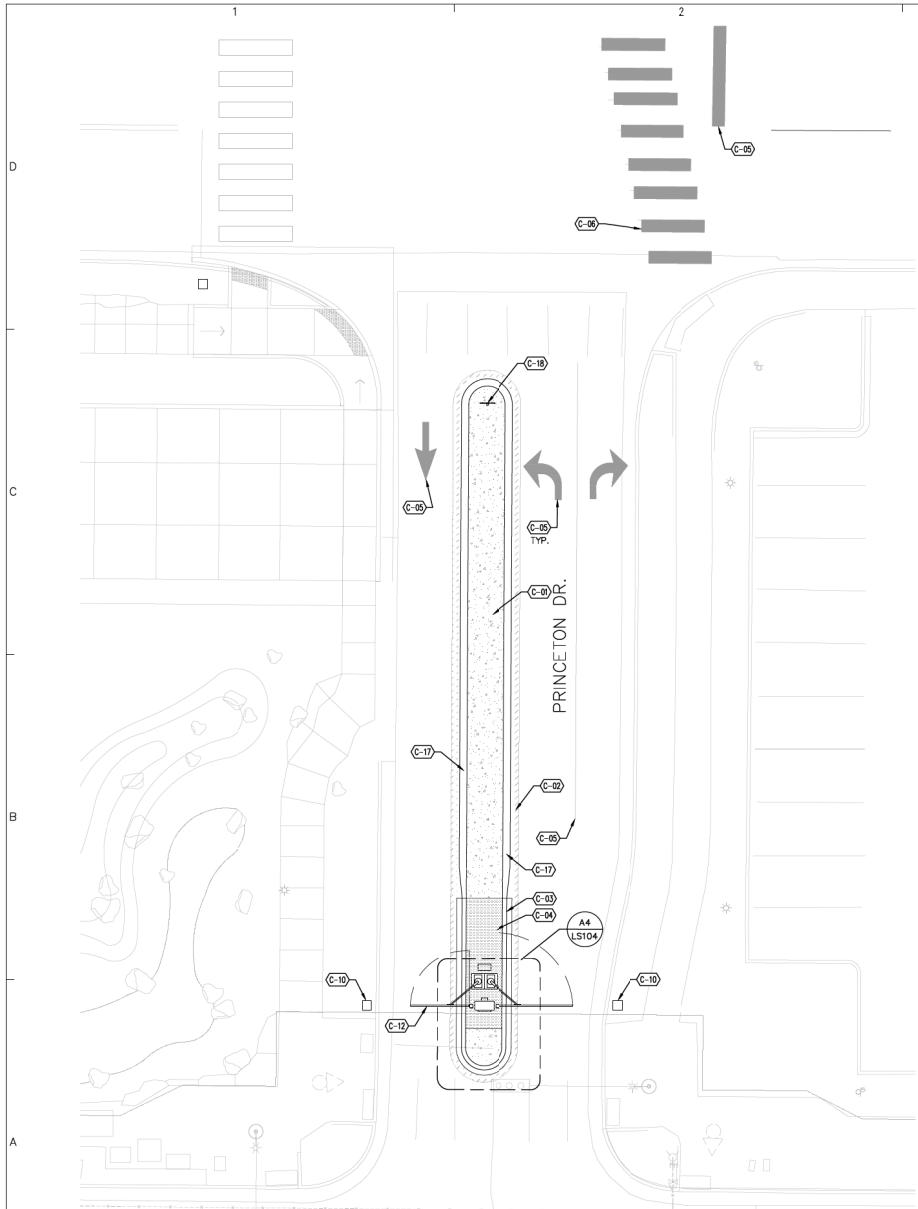 1
2
D
C-05
C-06
C-18
C
C-05
C-05
TYP.
C-01
PRINCETON DR.
C-17
C-02
B
C-05
C-17
C-03
C-04
A4
LS104
C-10
C-10
C-12
A